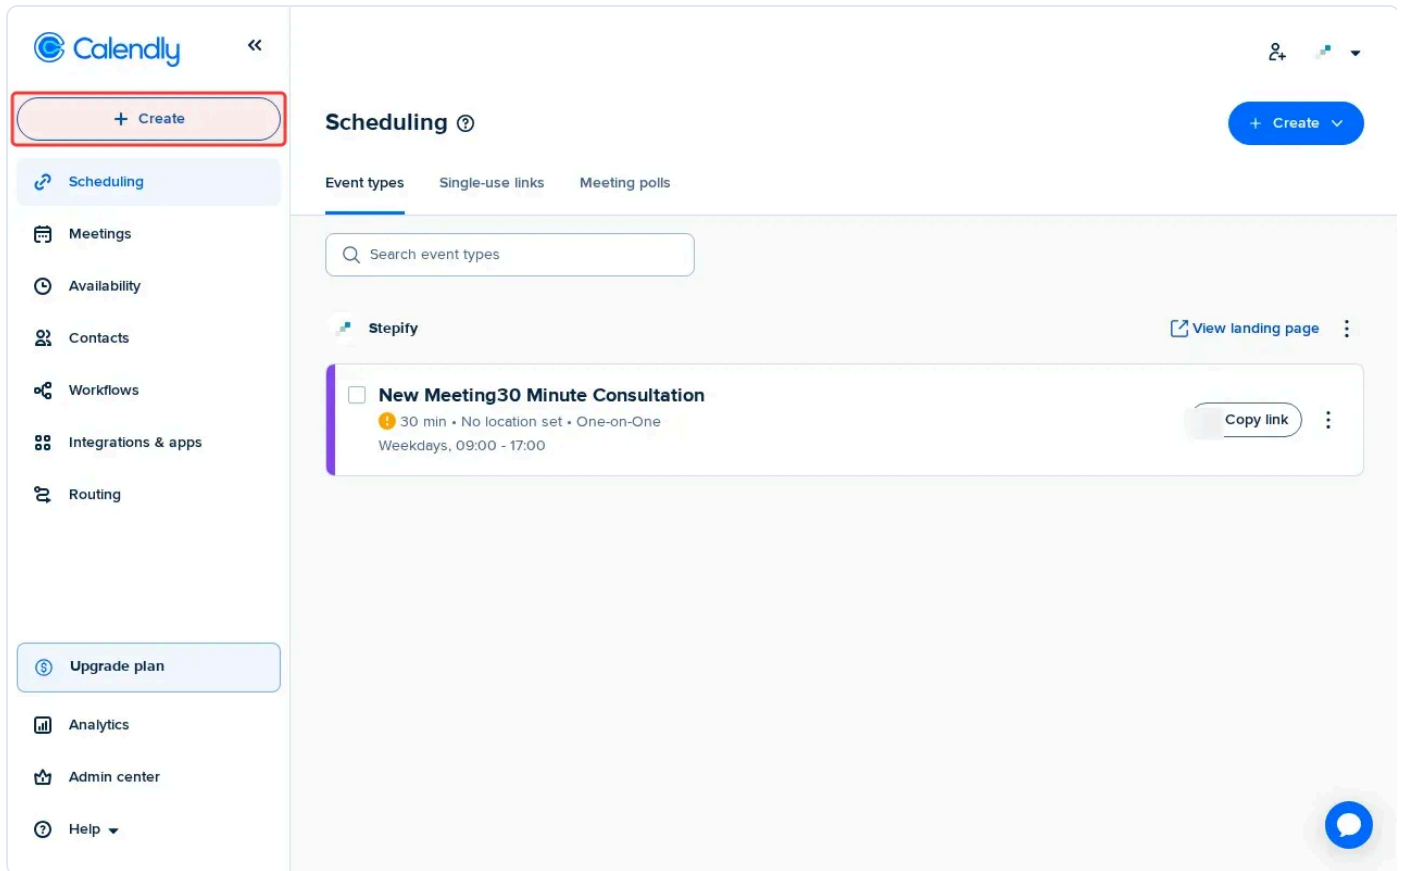 Calendly
+ Create
Scheduling
Meetings
Availability
Contacts
Workflows
Integrations & apps
Routing
Upgrade plan
Analytics
Admin center
Help
Scheduling
+ Create
Event types Single-use links Meeting polls
Search event types
Stepify
View landing page
New Meeting30 Minute Consultation
30 min • No location set • One-on-One
Weekdays, 09:00 - 17:00
Copy link